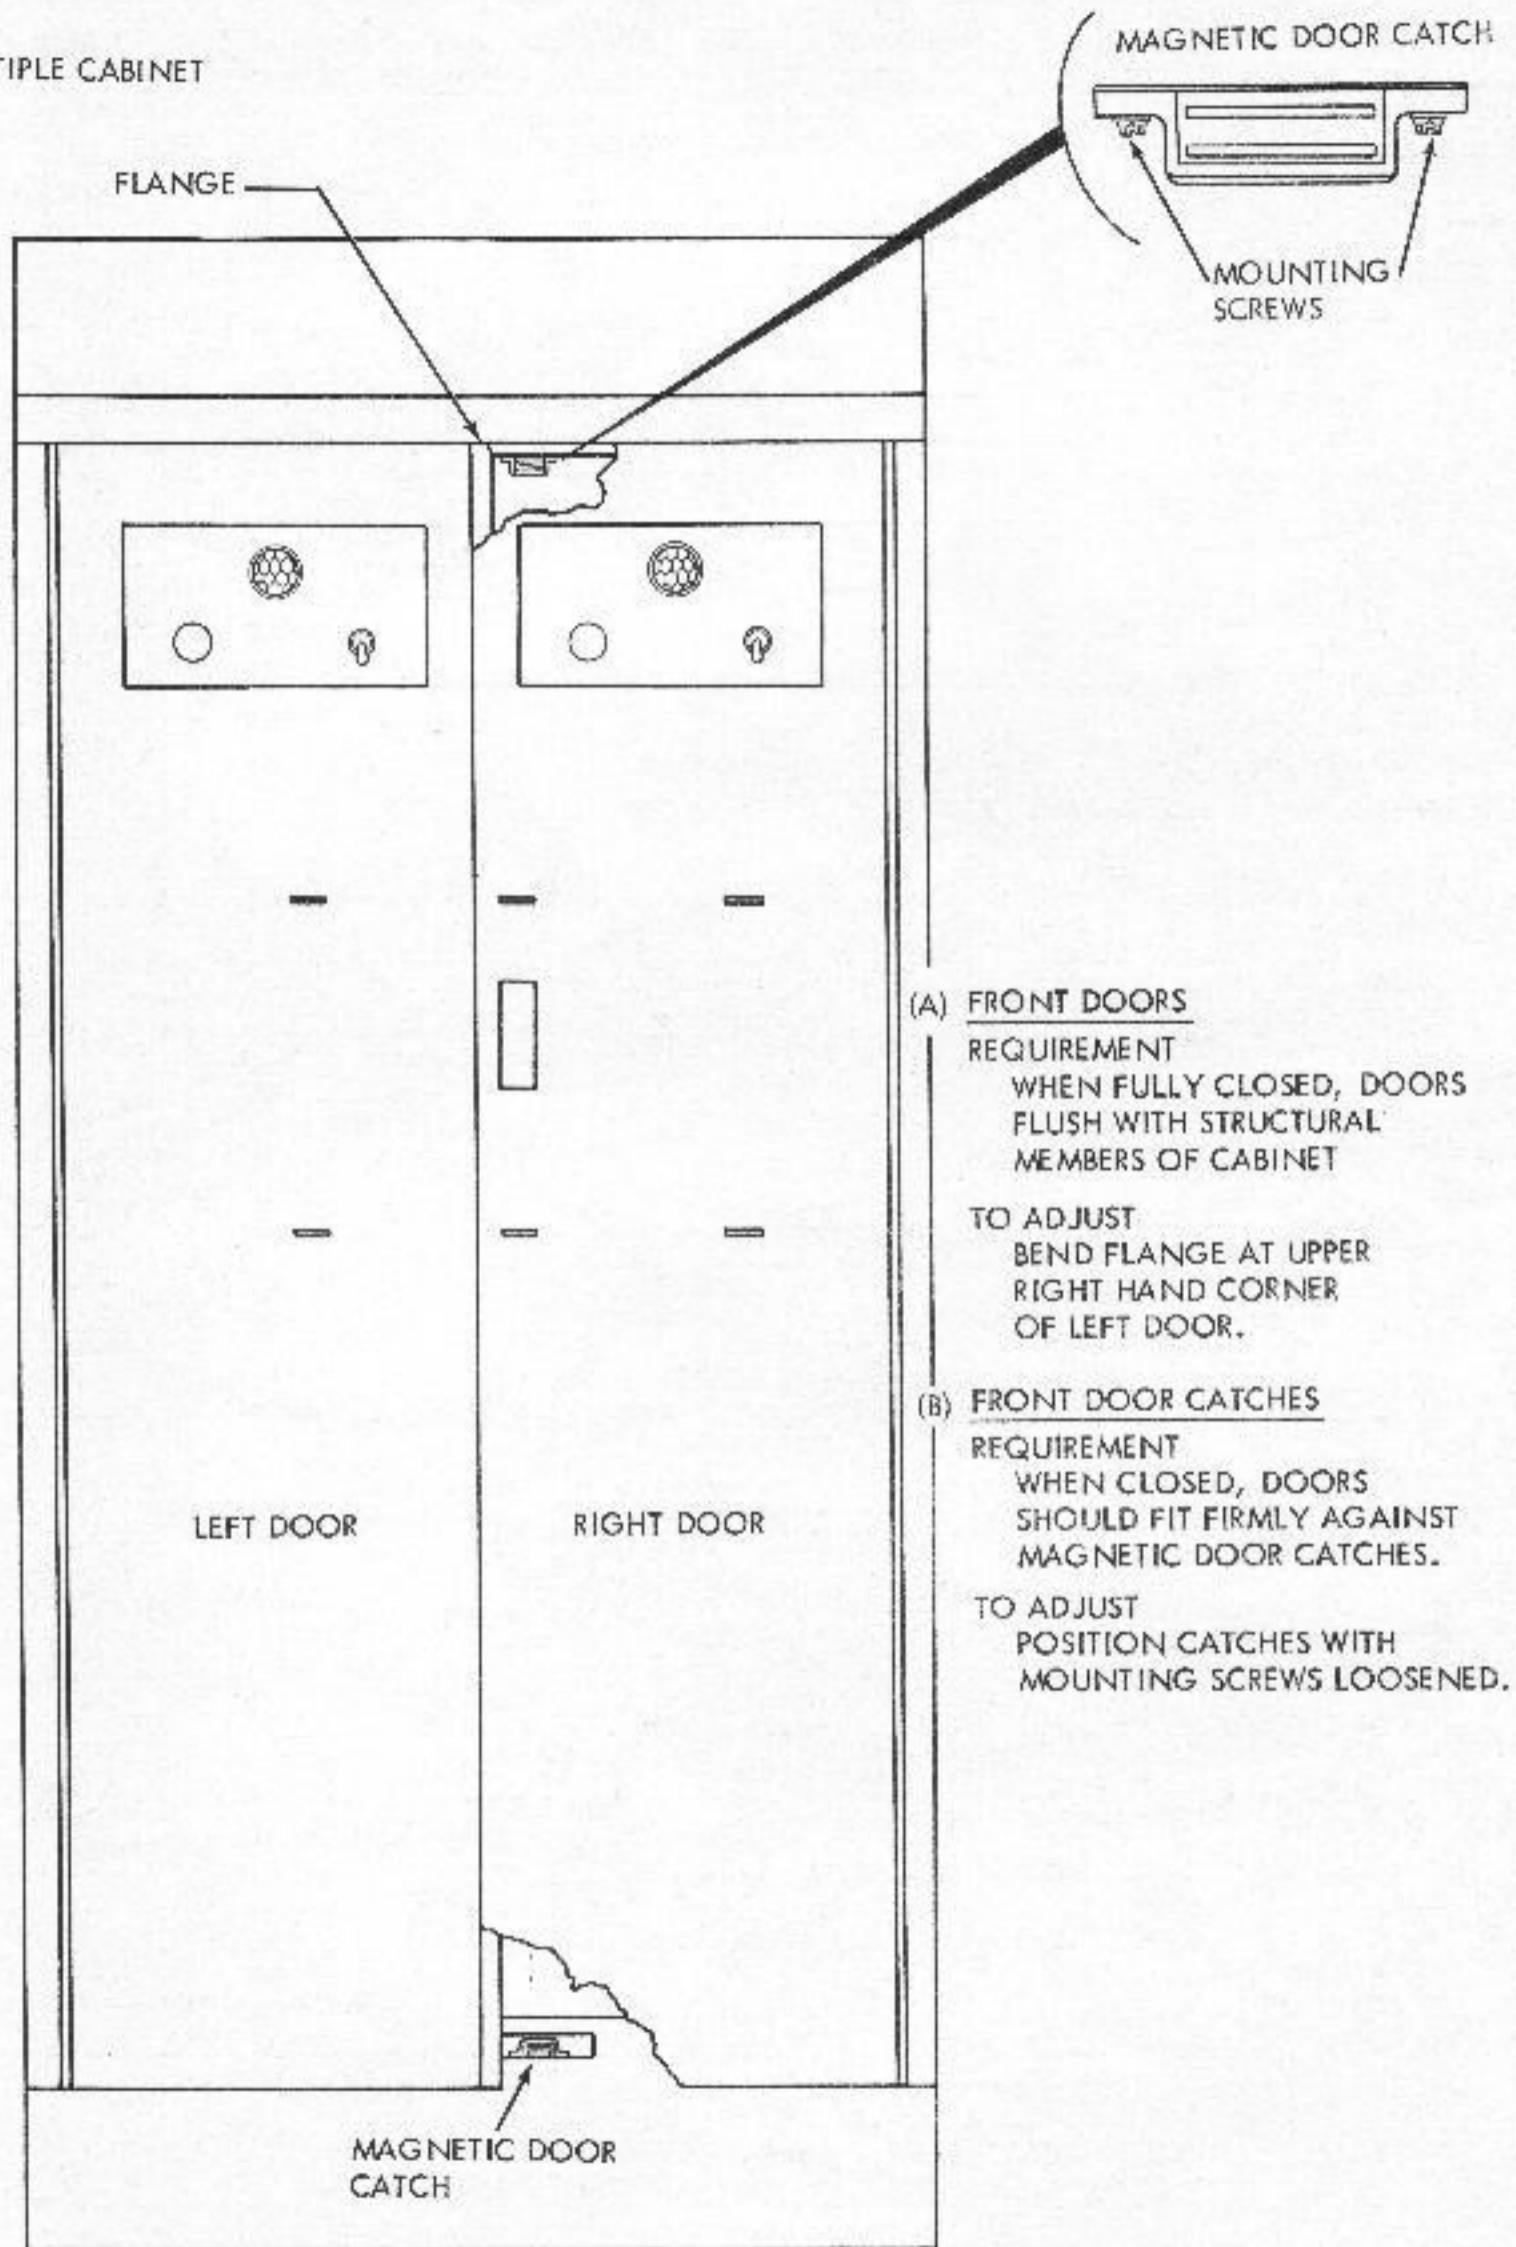 TIPLE CABINET
MAGNETIC DOOR CATCH
FLANGE
MOUNTING
SCREWS
(A) FRONT DOORS
REQUIREMENT
WHEN FULLY CLOSED, DOORS
FLUSH WITH STRUCTURAL
MEMBERS OF CABINET
TO ADJUST
BEND FLANGE AT UPPER
RIGHT HAND CORNER
OF LEFT DOOR.
(B) FRONT DOOR CATCHES
REQUIREMENT
WHEN CLOSED, DOORS
SHOULD FIT FIRMLY AGAINST
MAGNETIC DOOR CATCHES.
TO ADJUST
POSITION CATCHES WITH
MOUNTING SCREWS LOOSENED.
LEFT DOOR
RIGHT DOOR
MAGNETIC DOOR
CATCH